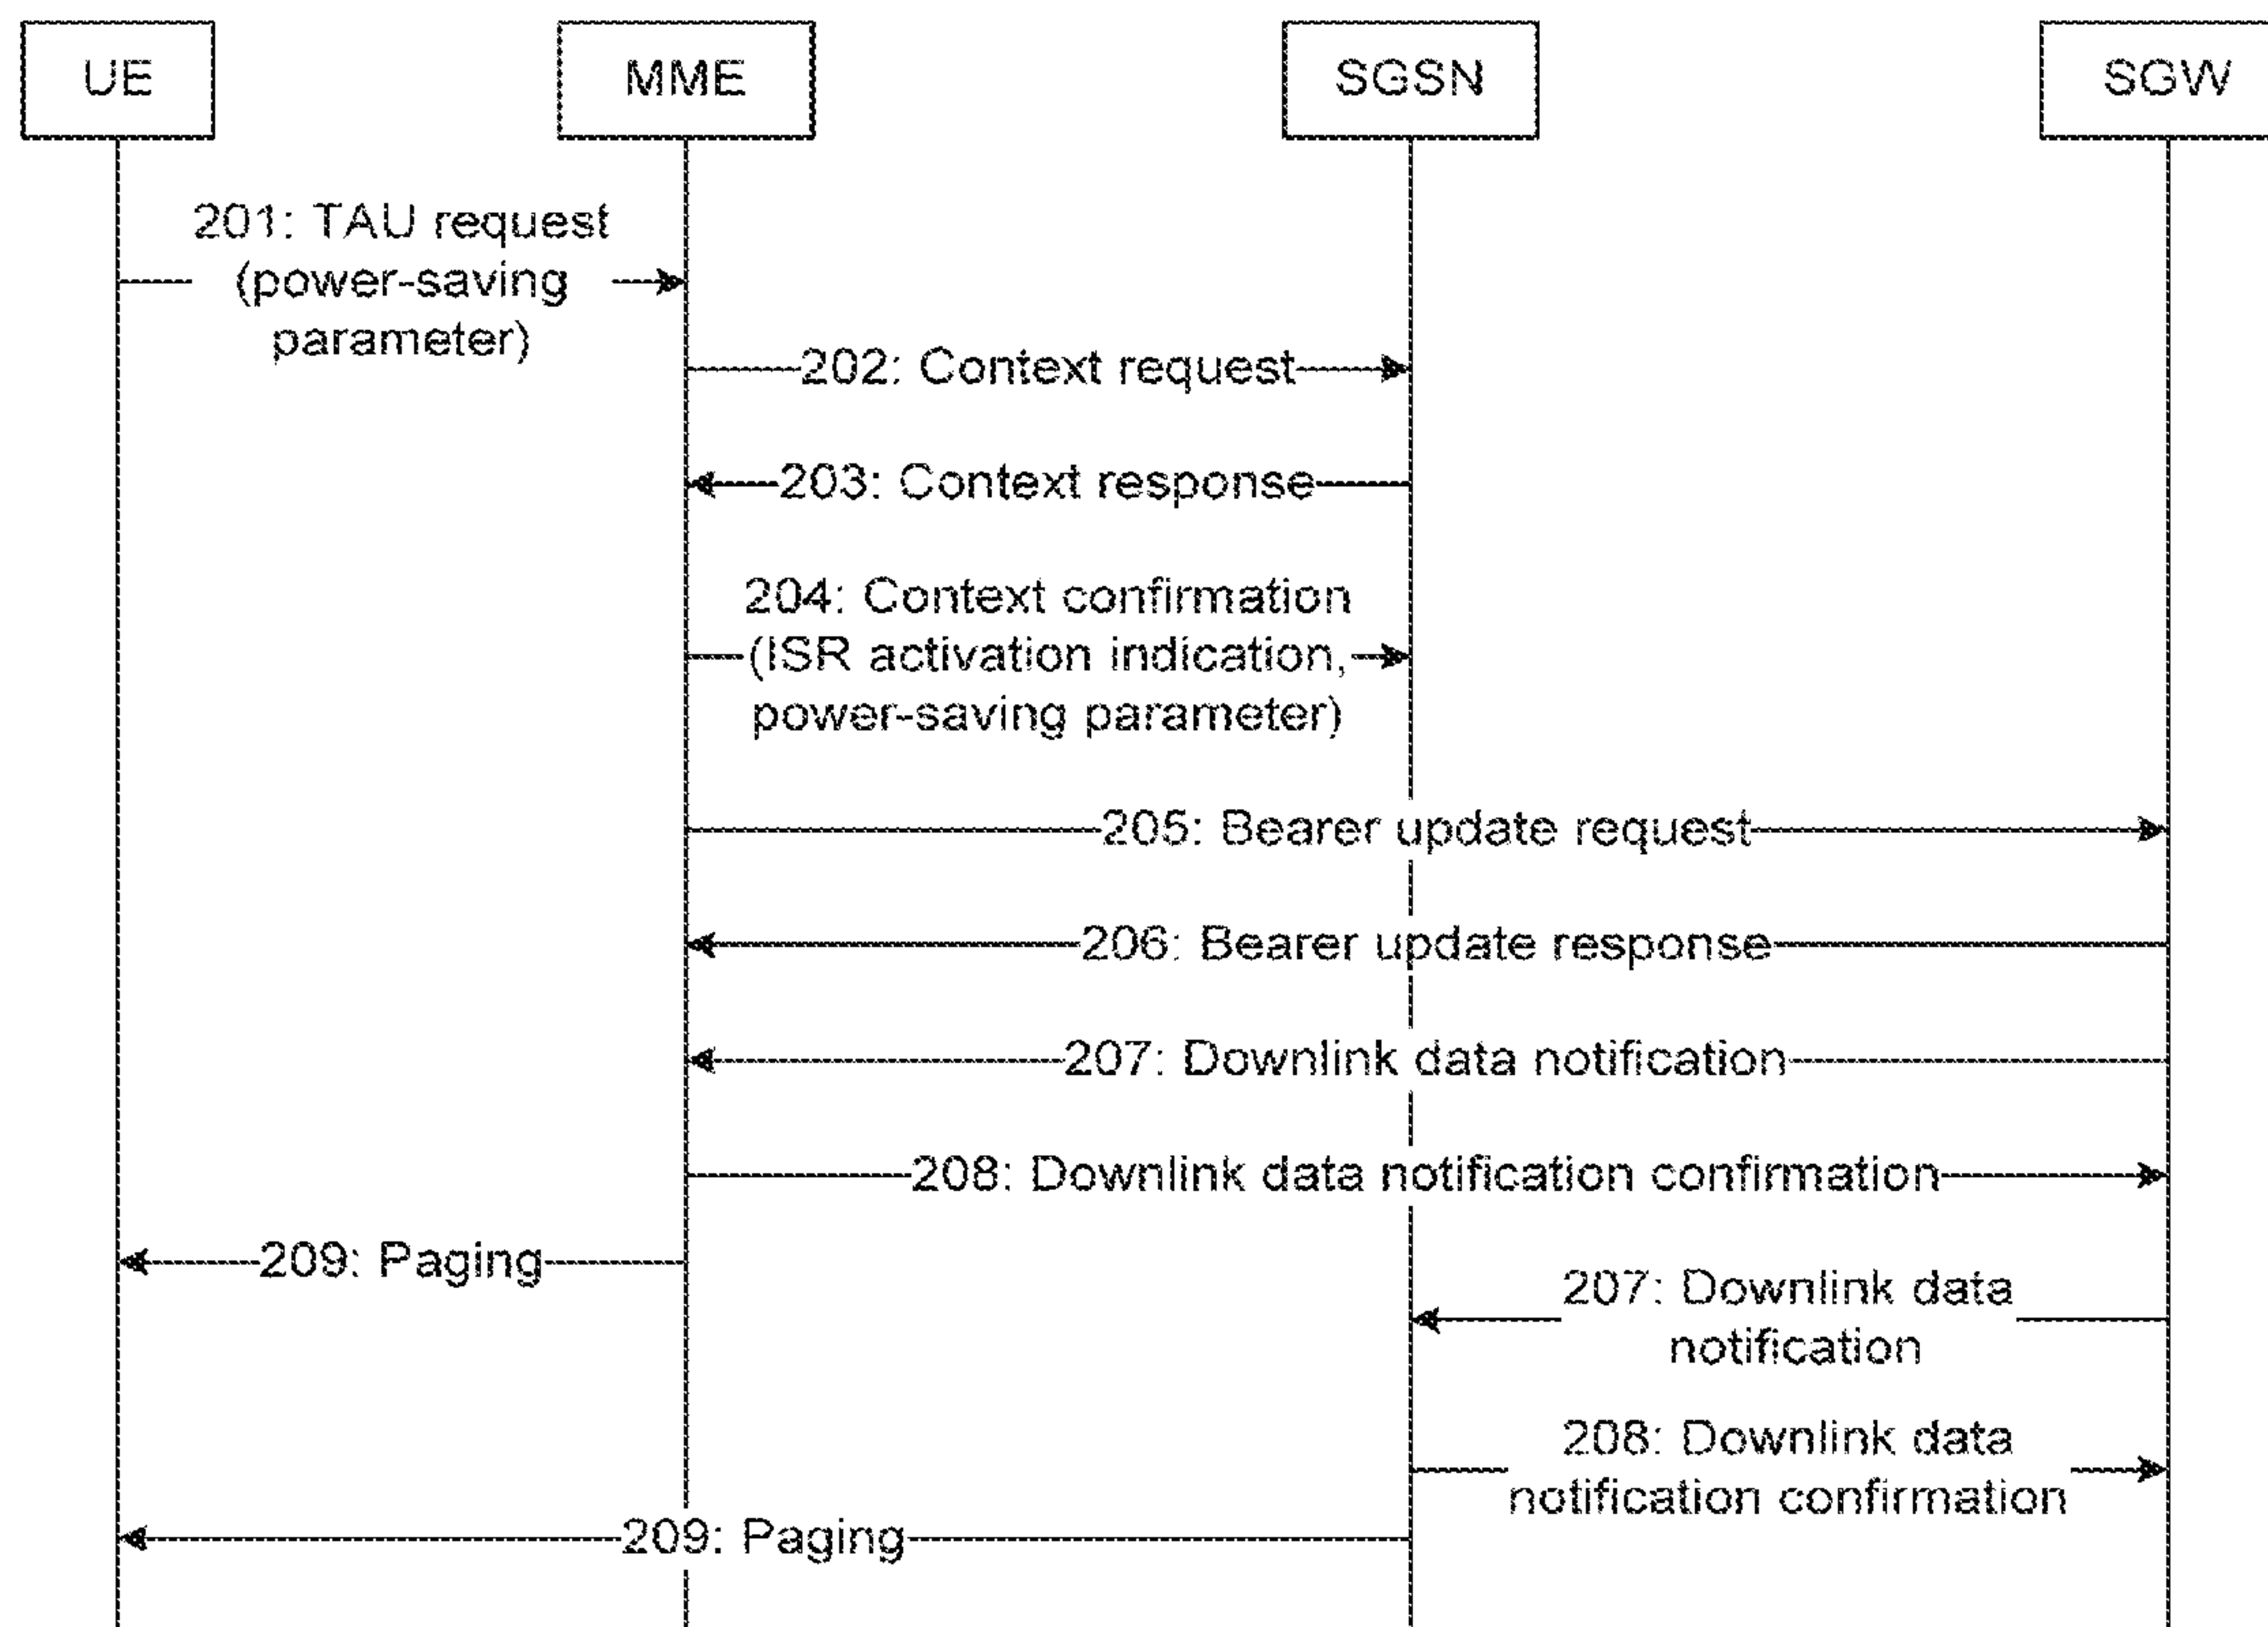 UE
MME
SGSN
SGW
201: TAU request
(power-saving
parameter)
202: Context request
203: Context response
204: Context confirmation
(ISR activation indication,
power-saving parameter)
205: Bearer update request
206: Bearer update response
207: Downlink data notification
208: Downlink data notification confirmation
209: Paging
207: Downlink data
notification
208: Downlink data
notification confirmation
209: Paging